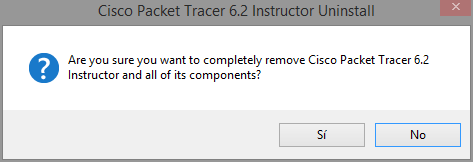 Cisco Packet Tracer 6.2 Instructor Uninstall
Are you sure you want to completely remove Cisco Packet Tracer 6.2
Instructor and all of its components?
Sí
No